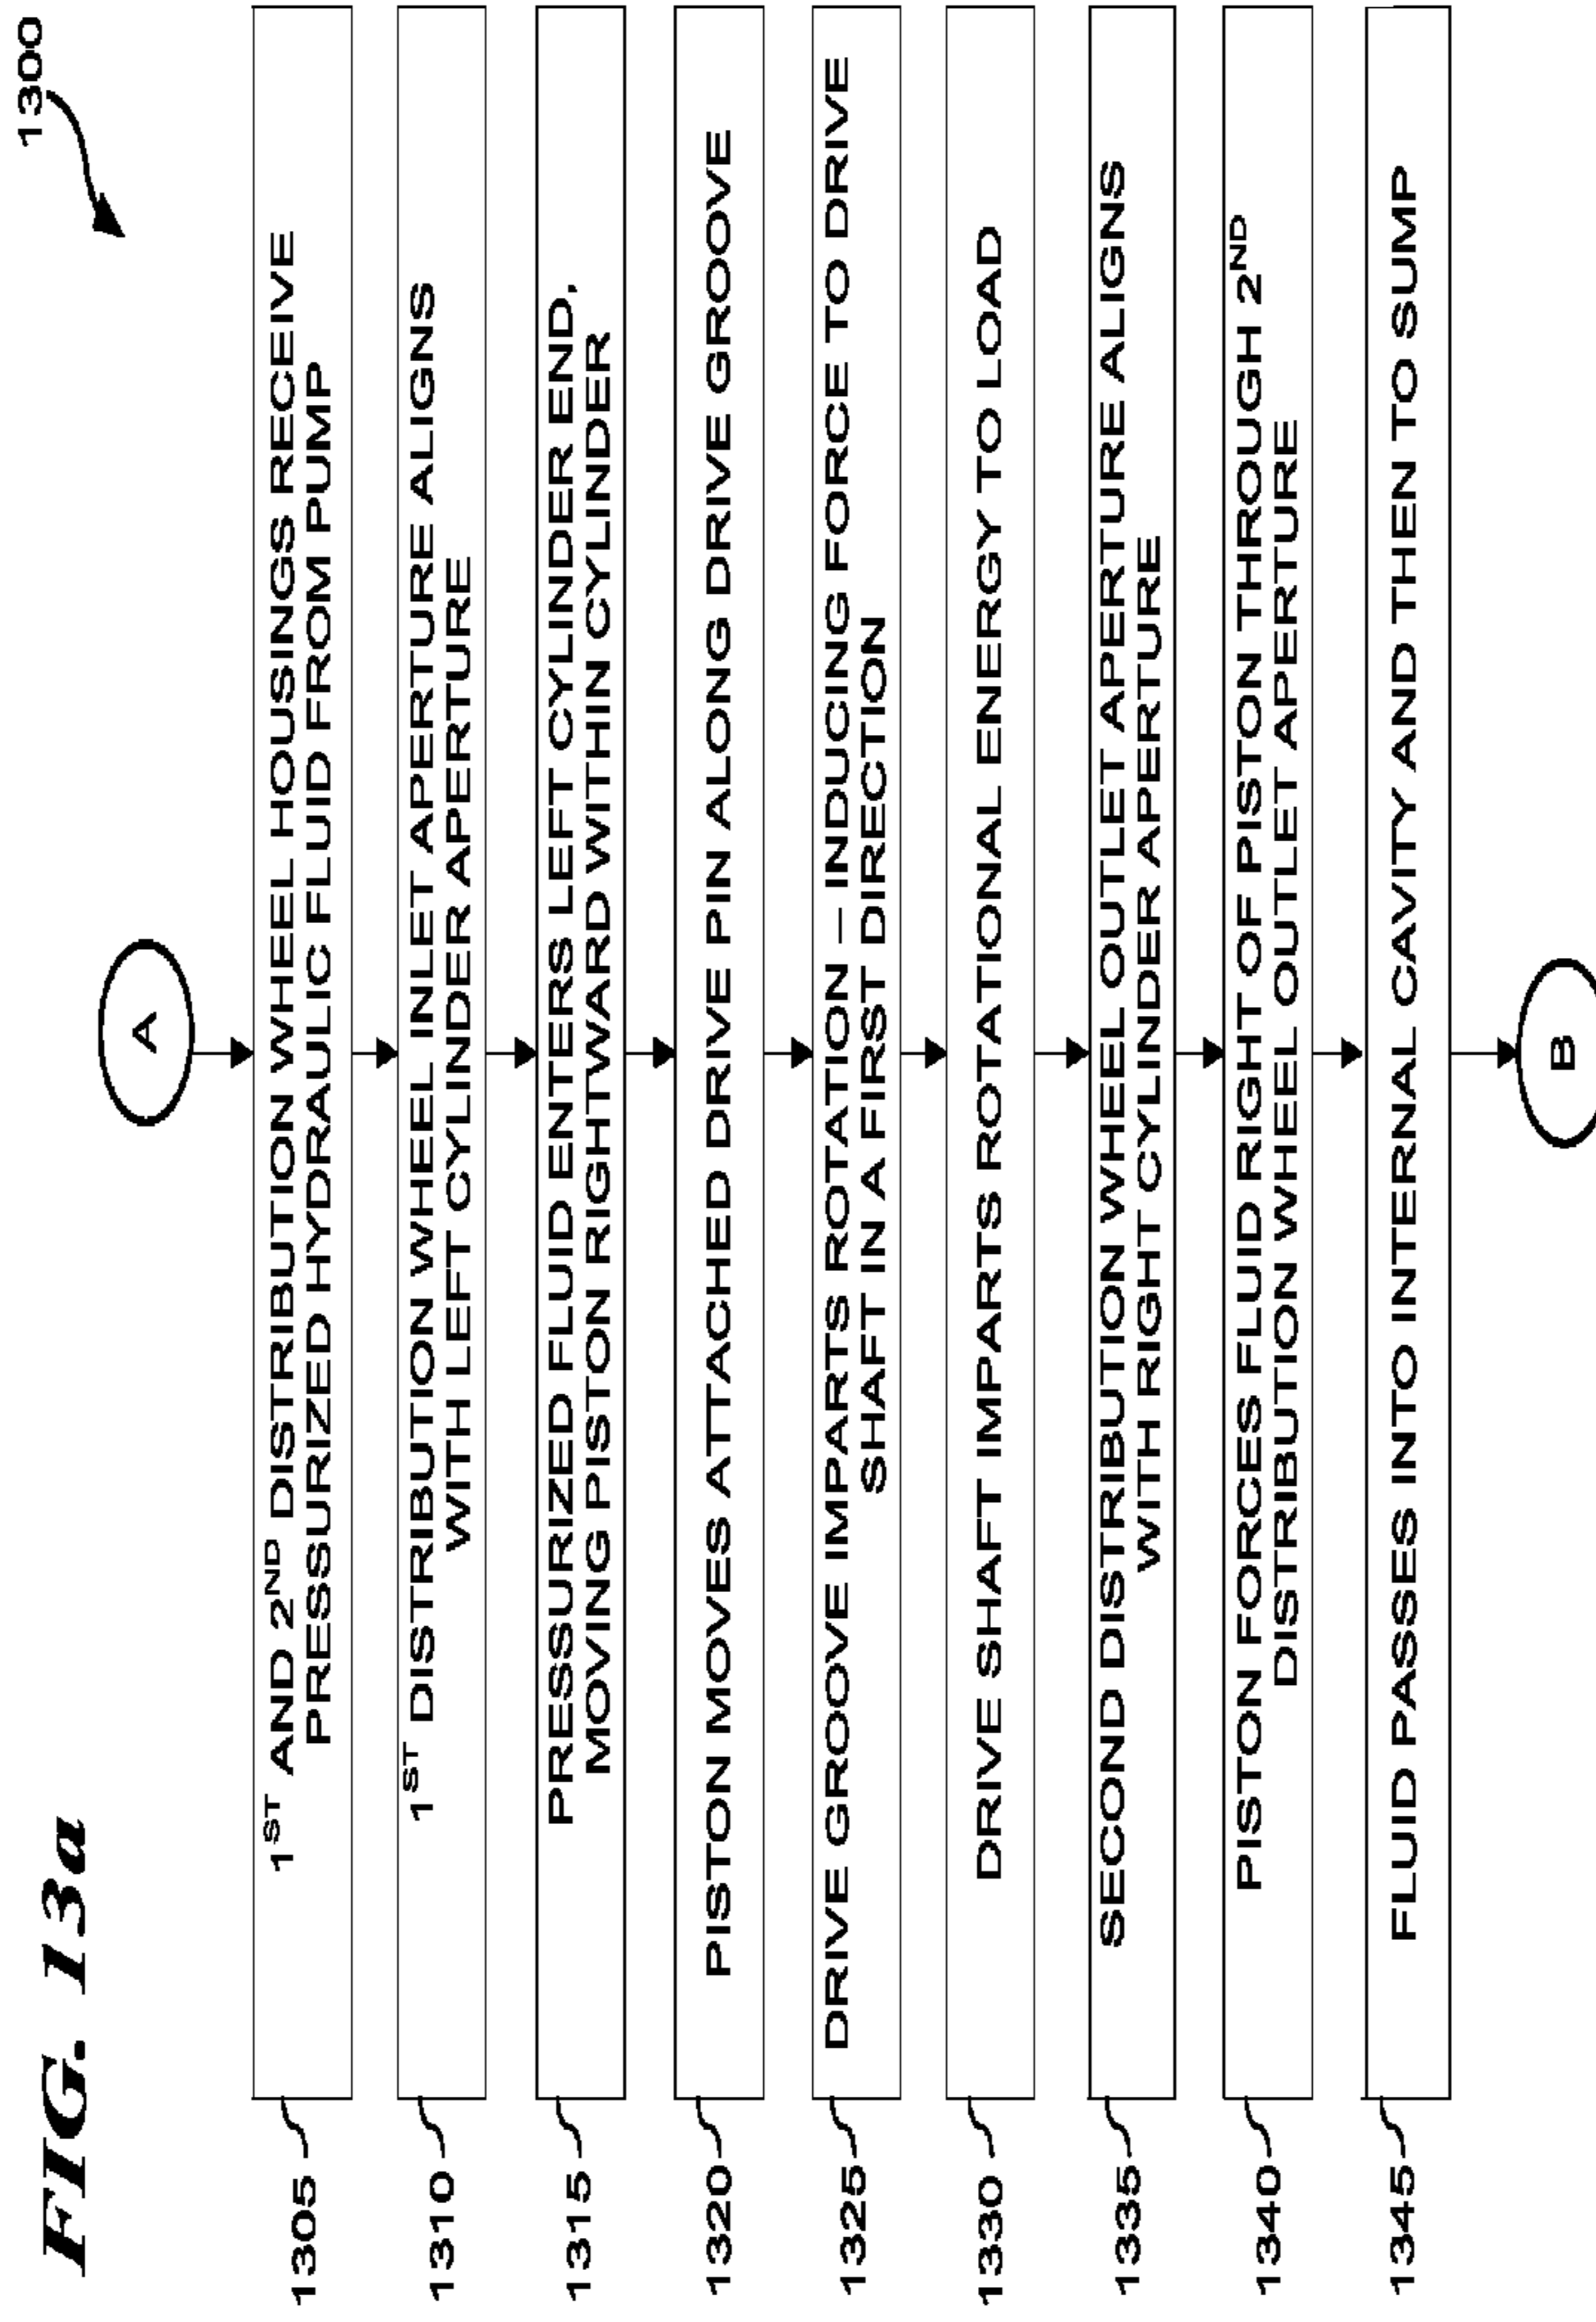 FIG. 13a
1300
A
1305
1ST AND 2ND DISTRIBUTION WHEEL HOUSINGS RECEIVE
PRESSURIZED HYDRAULIC FLUID FROM PUMP
1310
1ST DISTRIBUTION WHEEL INLET APERTURE ALIGNS
WITH LEFT CYLINDER APERTURE
1315
PRESSURIZED FLUID ENTERS LEFT CYLINDER END,
MOVING PISTON RIGHTWARD WITHIN CYLINDER
1320
PISTON MOVES ATTACHED DRIVE PIN ALONG DRIVE GROOVE
1325
DRIVE GROOVE IMPARTS ROTATION – INDUCING FORCE TO DRIVE
SHAFT IN A FIRST DIRECTION
1330
DRIVE SHAFT IMPARTS ROTATIONAL ENERGY TO LOAD
1335
SECOND DISTRIBUTION WHEEL OUTLET APERTURE ALIGNS
WITH RIGHT CYLINDER APERTURE
1340
PISTON FORCES FLUID RIGHT OF PISTON THROUGH 2ND
DISTRIBUTION WHEEL OUTLET APERTURE
1345
FLUID PASSES INTO INTERNAL CAVITY AND THEN TO SUMP
B